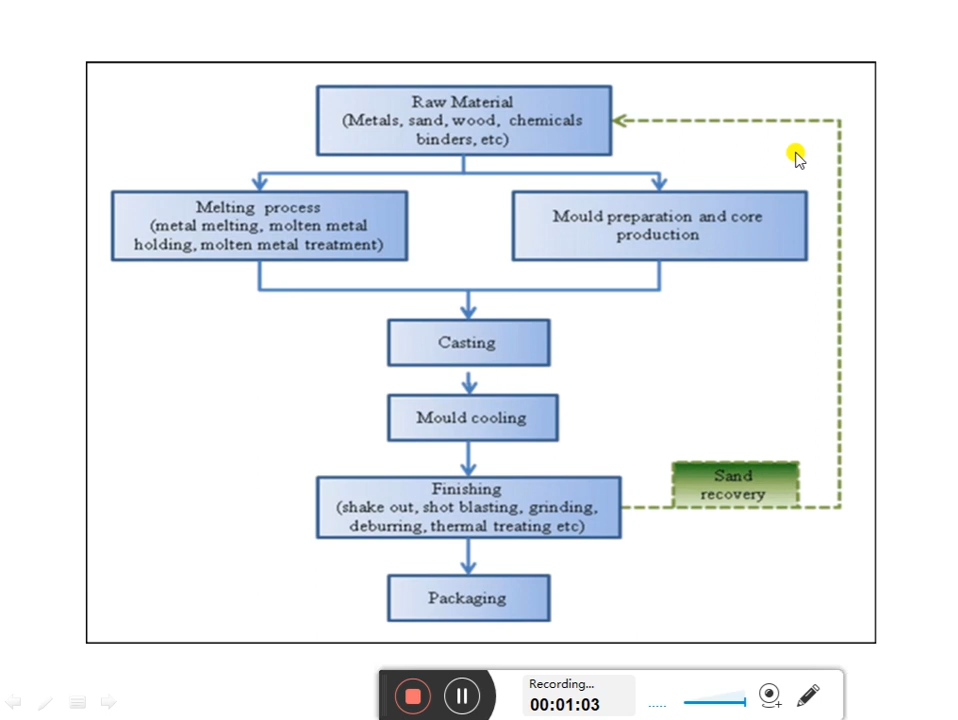 Raw Material
(Metals, sand, wood, chemicals
binders, etc)
Melting process
(metal melting, molten metal
holding, molten metal treatment)
Mould preparation and core
production
Casting
Mould cooling
Finishing
(shake out, shot blasting, grinding,
deburring, thermal treating etc)
Sand
recovery
Packaging
Recording...
00:01:03